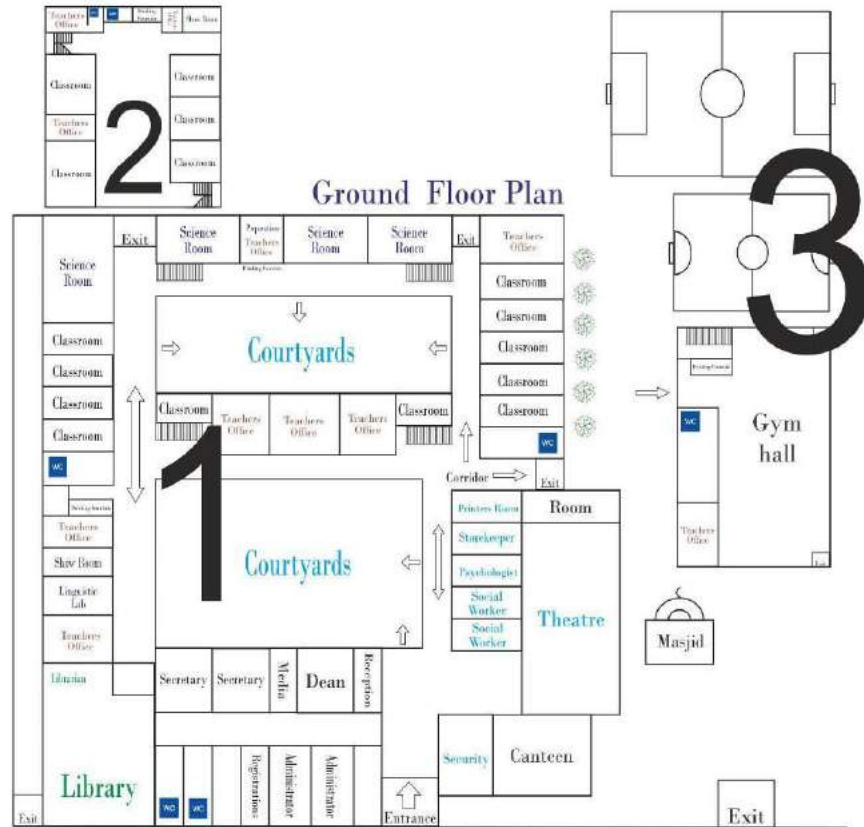 Teachers
Office
WC
WC
Show Room
Classroom
Classroom
Classroom
Teachers
Office
Classroom
Classroom
2
3
Ground Floor Plan
Science
Room
Exit
Science
Room
Teachers
Office
Science
Room
Science
Room
Exit
Teachers
Office
Classroom
Classroom
Classroom
Classroom
Classroom
WC
Classroom
Classroom
Classroom
Classroom
WC
Courtyards
Classroom
Teachers
Office
Teachers
Office
Teachers
Office
Classroom
1
Corridor
Exit
WC
Gym
hall
Teachers
Office
Exit
Teachers
Office
Show Room
Linguistic
Lab
Teachers
Office
Courtyards
Printers Room
Storekeeper
Psychologist
Social
Worker
Social
Worker
Room
Theatre
Masjid
Librarian
Library
Secretary
Secretary
Media
Dean
Reception
WC
WC
Registrations
Administrator
Administrator
Entrance
Security
Canteen
Exit
Exit